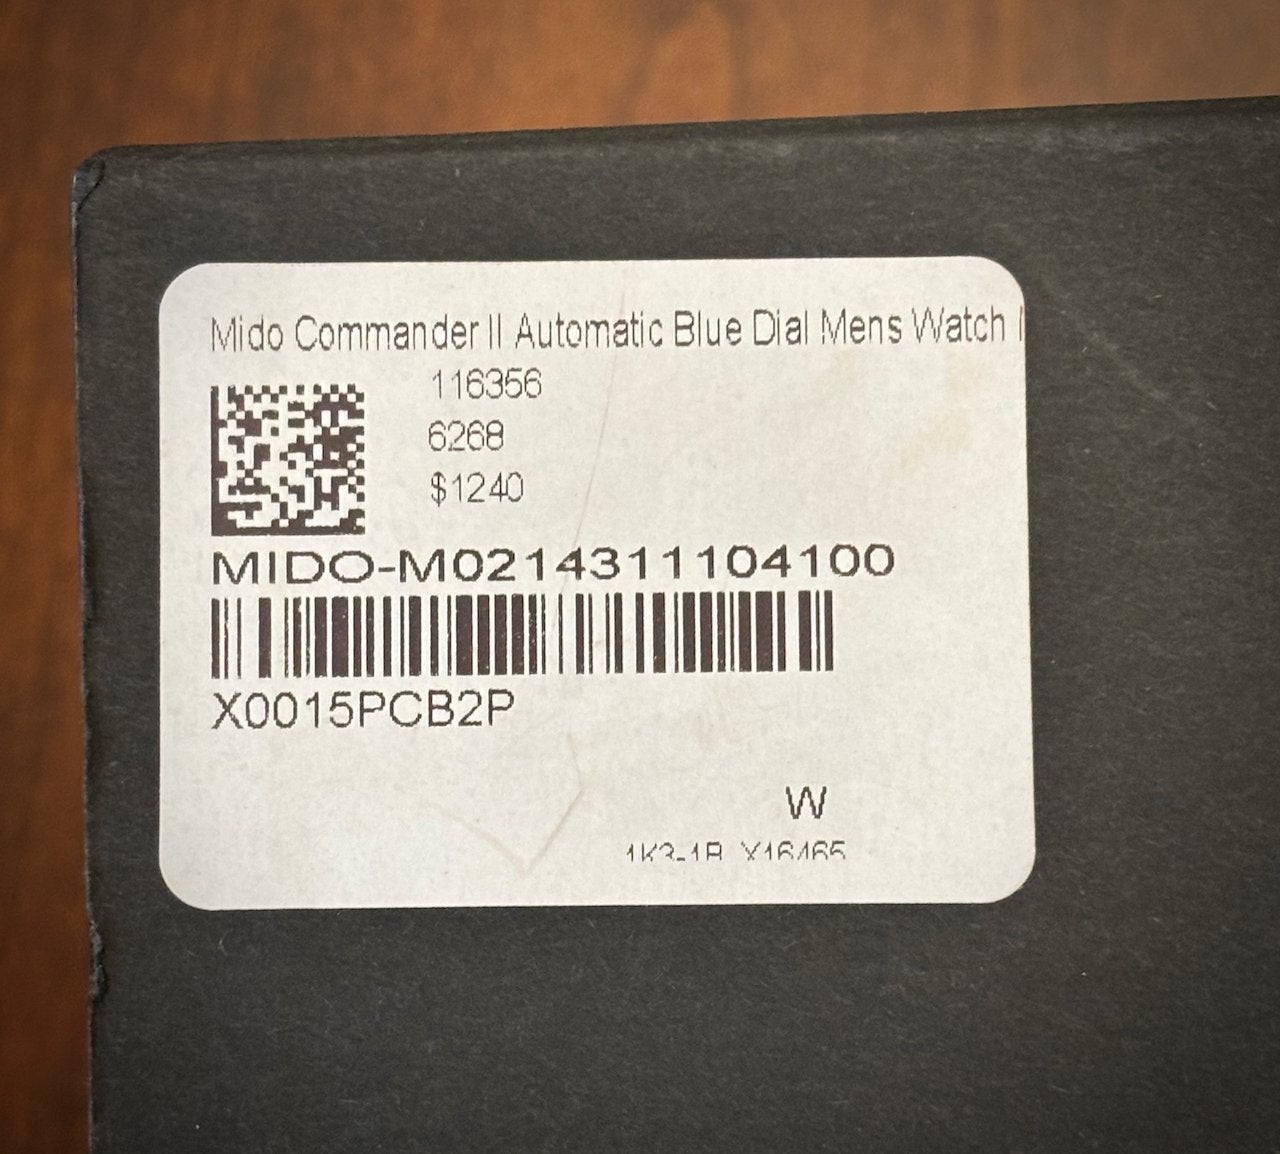 Mido Commander II Automatic Blue Dial Mens Watch
116356
6268
$1240
MIDO-M0214311104100
X0015PCB2P
W
1K3-1B X16465